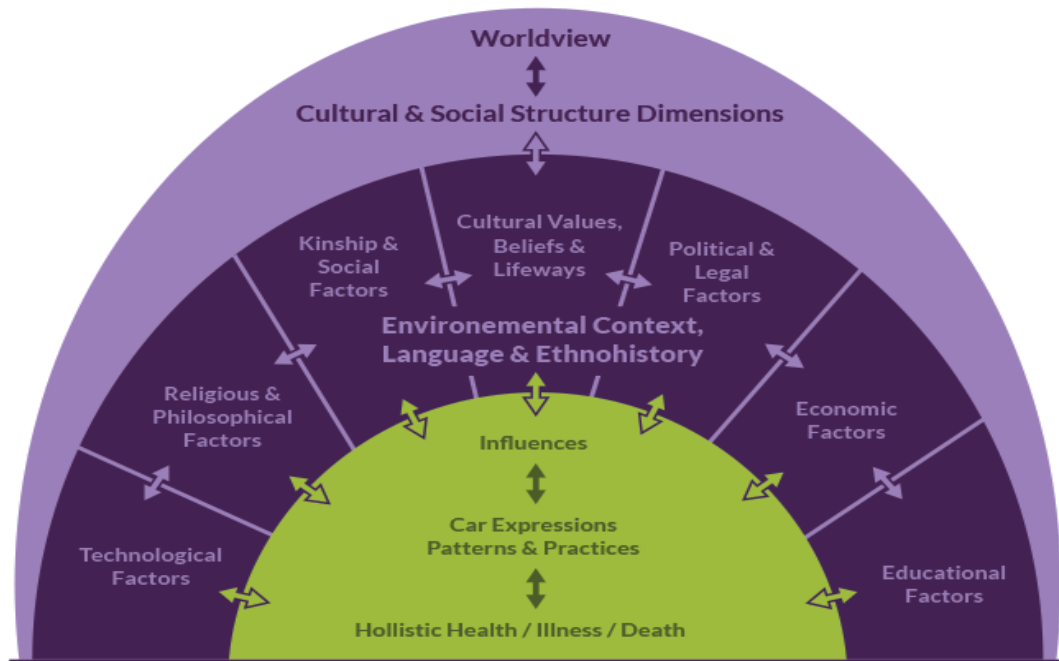 Worldview
Cultural & Social Structure Dimensions
Cultural Values,
Beliefs &
Lifeways
Kinship &
Social
Factors
Political &
Legal
Factors
Environemental Context,
Language & Ethnohistory
Religious &
Philosophical
Factors
Economic
Factors
Technological
Factors
Educational
Factors
Influences
Car Expressions
Patterns & Practices
Hollistic Health / Illness / Death